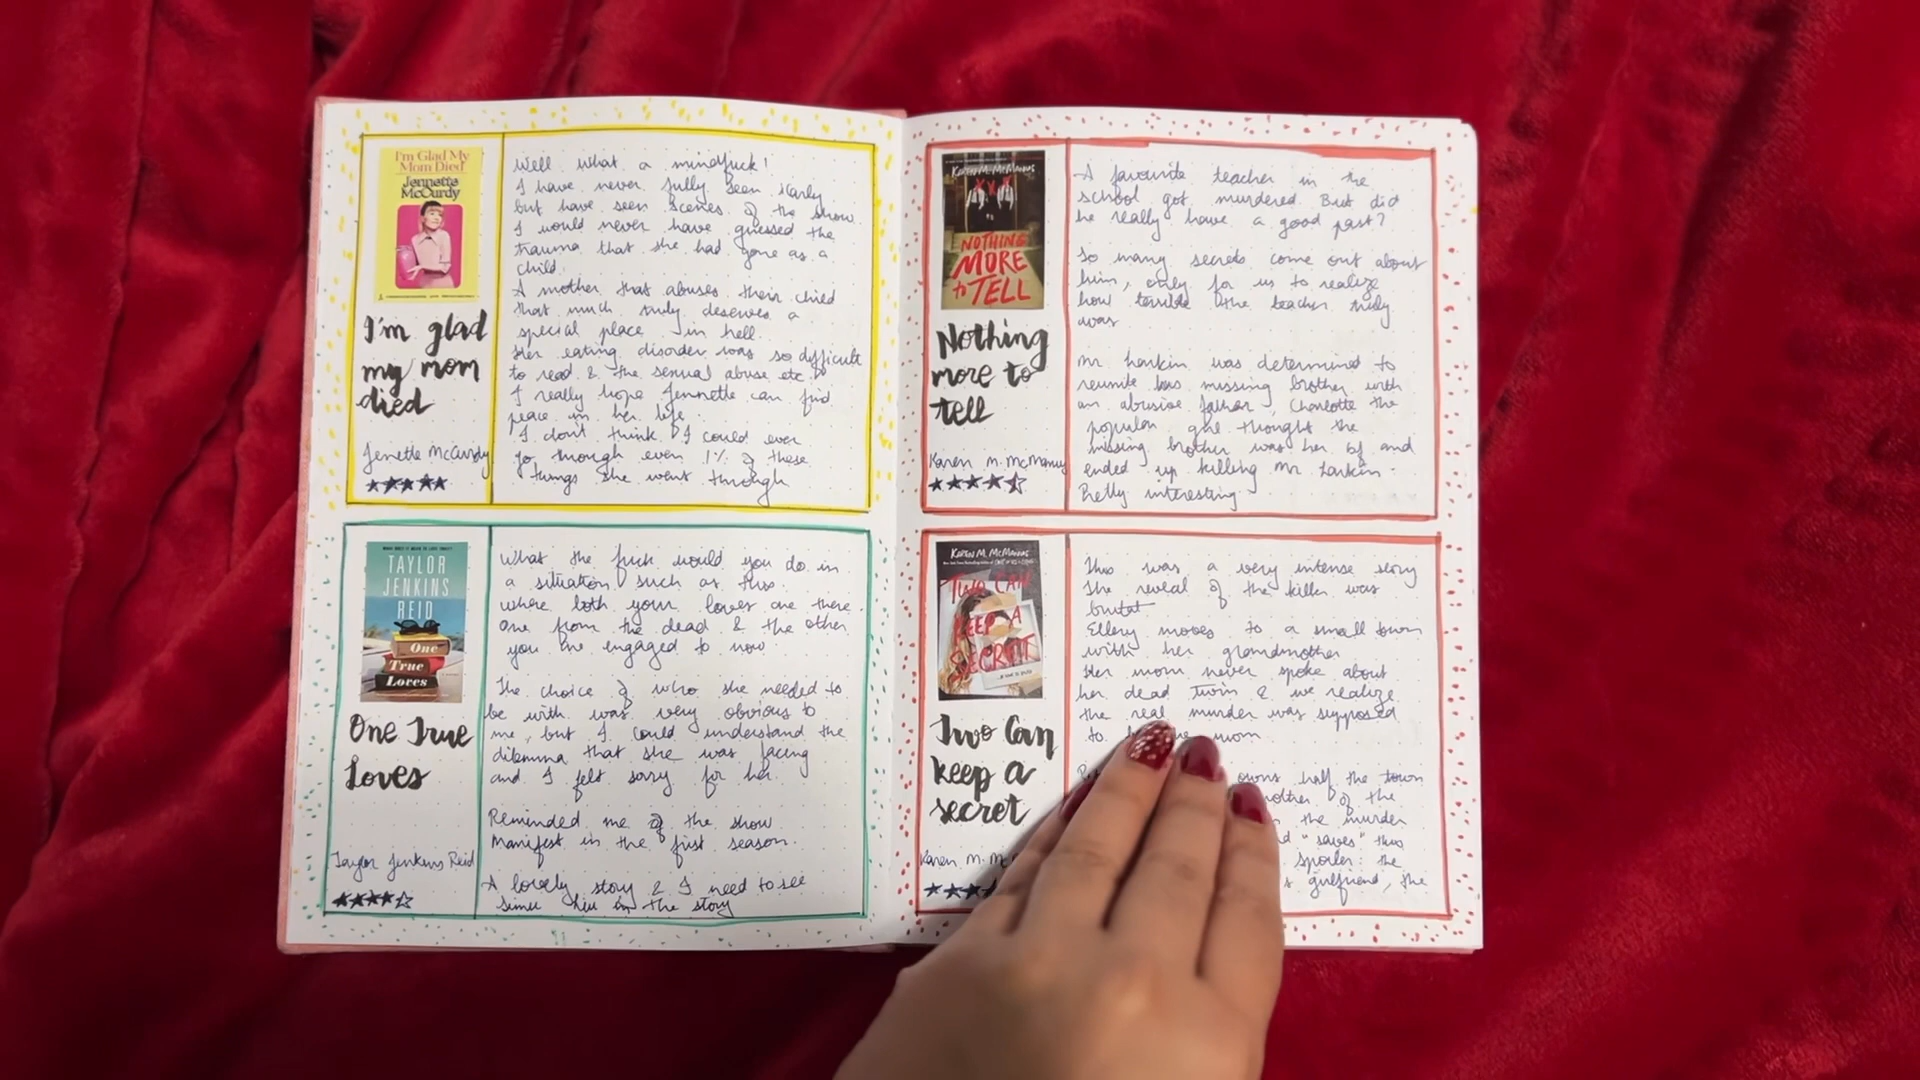 I'm Glad My
Mom Died
Jennette
McCurdy
I'm glad
my mom
died
Jenette McCurdy
Well what a mindfuck!
I have never fully seen iCarly
but have seen scenes of the show
I would never have guessed the
trauma that she had gone as a
child.
A mother that abuses their child
that much truly deserves a
special place in hell.
Her eating disorder was so difficult
to read & the sexual abuse etc.
I really hope Jennette can find
peace in her life.
I don't think I could ever
go through even 1% of these
things she went through
TAYLOR
JENKINS
REID
One
True
Loves
One True
Loves
Taylor Jenkins Reid
What the fuck would you do in
a situation such as this.
where both your loves are there.
One from the dead & the other
you are engaged to now.
The choice of who she needed to
be with was very obvious to
me, but I could understand the
dilemma that she was facing
and I felt sorry for her.
Reminded me of the show
Manifest in the first season.
A lovely story & I need to see
simu liu in the story
Karen M. McManus
NOTHING
MORE
to TELL
Nothing
more to
tell
Karen M. McManus
A favourite teacher in the
school got murdered. But did
he really have a good past?
So many secrets come out about
him, only for us to realize
how terrible the teacher truly
was
Mr Larkin was determined to
reunite his missing brother with
an abusive father, Charlotte the
popular girl thought the
missing brother was her bf and
ended up killing Mr. Larkin.
Pretty interesting
Karen M. McManus
TWO CAN
KEEP A
SECRET
Two Can
keep a
secret
Karen M. M
This was a very intense story
The reveal of the killer was
brutal
Ellery moves to a small town
with her grandmother
Her mom never spoke about
her dead twin & we realize
the real murder was supposed
to mom
owns half the town
of the
the murder
"saves" this
spoiler: the
girlfriend, the